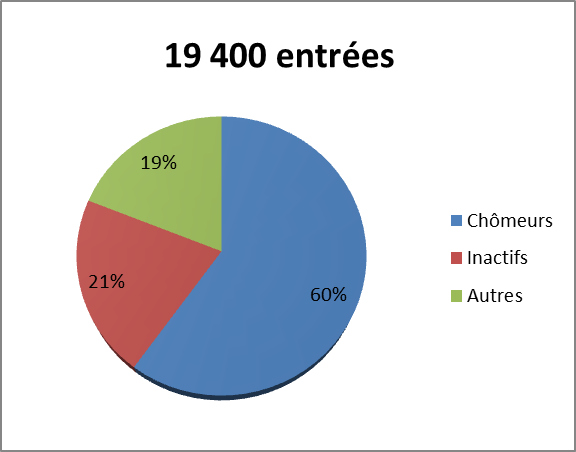 19 400 entrées
19%
21%
60%
Chômeurs
Inactifs
Autres